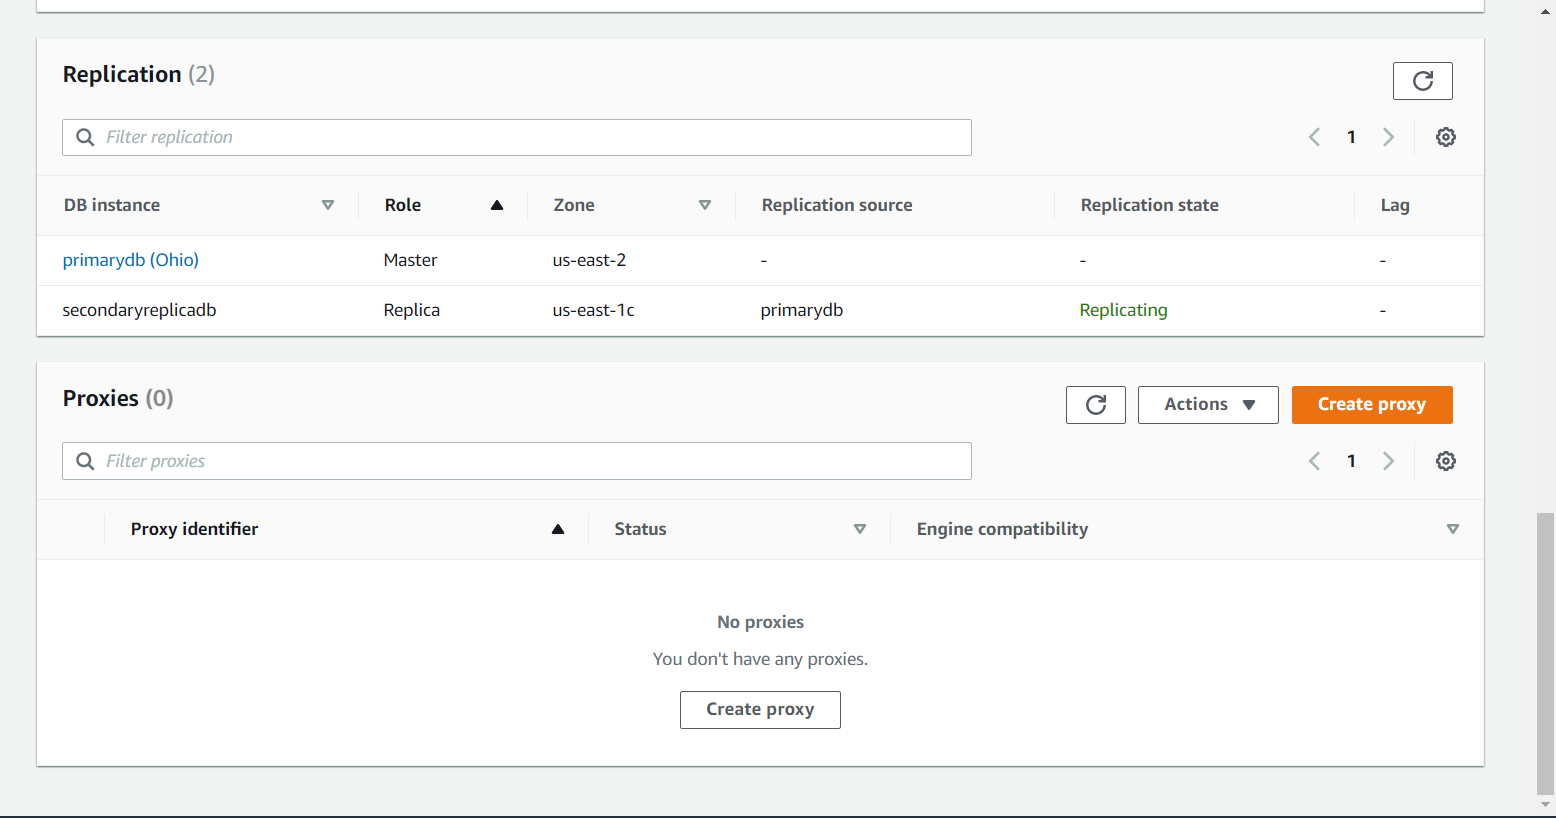 Replication (2)
Filter replication
1
DB instance Role Zone Replication source Replication state Lag
primarydb (Ohio) Master us-east-2 - - -
secondaryreplicadb Replica us-east-1c primarydb Replicating -
Proxies (0)
Actions Create proxy
Filter proxies
1
Proxy identifier Status Engine compatibility
No proxies
You don't have any proxies.
Create proxy